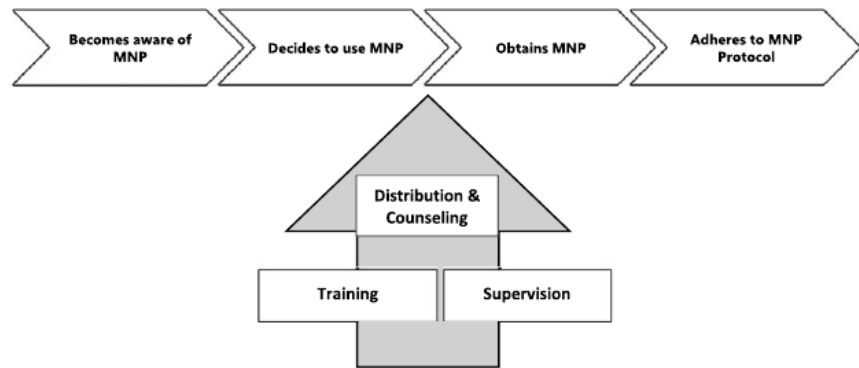 Becomes aware of
MNP
Decides to use MNP
Obtains MNP
Adheres to MNP
Protocol
Distribution &
Counseling
Training
Supervision